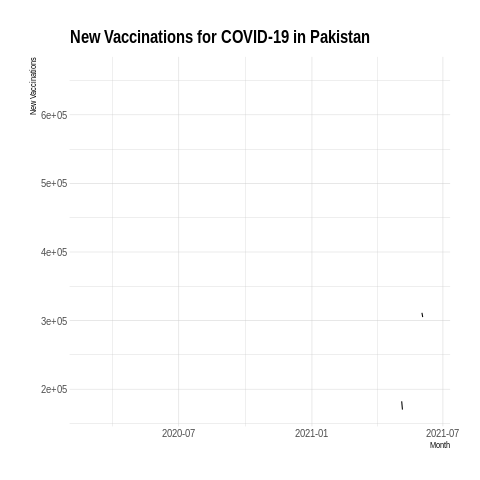 New Vaccinations for COVID-19 in Pakistan
New Vaccinations
6e+05
5e+05
4e+05
3e+05
2e+05
2020-07
2021-01
2021-07
Month